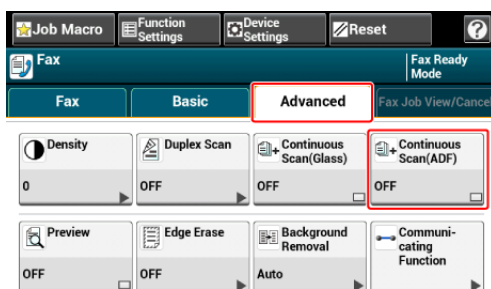 Job Macro
Function
Settings
Device
Settings
Reset
?
Fax
Fax Ready
Mode
Fax
Basic
Advanced
Fax Job View/Cance
Density
0
Duplex Scan
OFF
Continuous
Scan(Glass)
OFF
Continuous
Scan(ADF)
OFF
Preview
OFF
Edge Erase
OFF
Background
Removal
Auto
Communi-
cating
Function